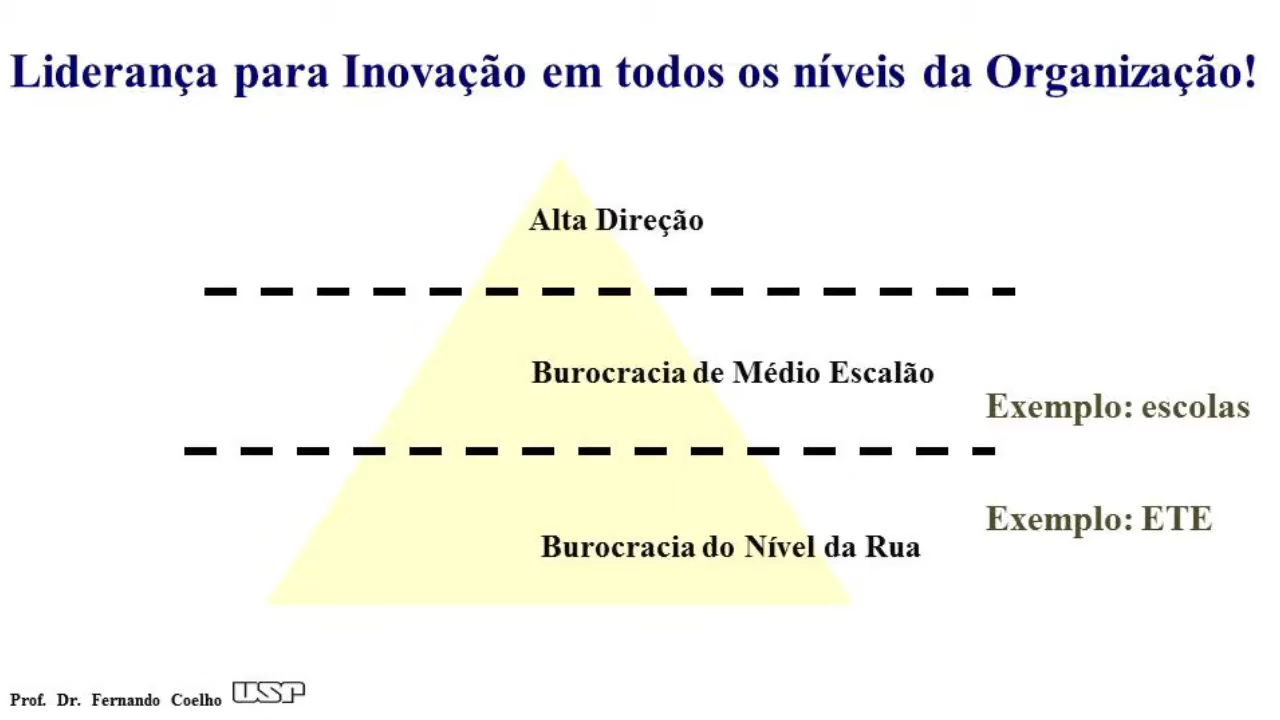 Liderança para Inovação em todos os níveis da Organização!
Alta Direção
Burocracia de Médio Escalão
Exemplo: escolas
Exemplo: ETE
Burocracia do Nível da Rua
Prof. Dr. Fernando Coelho USP